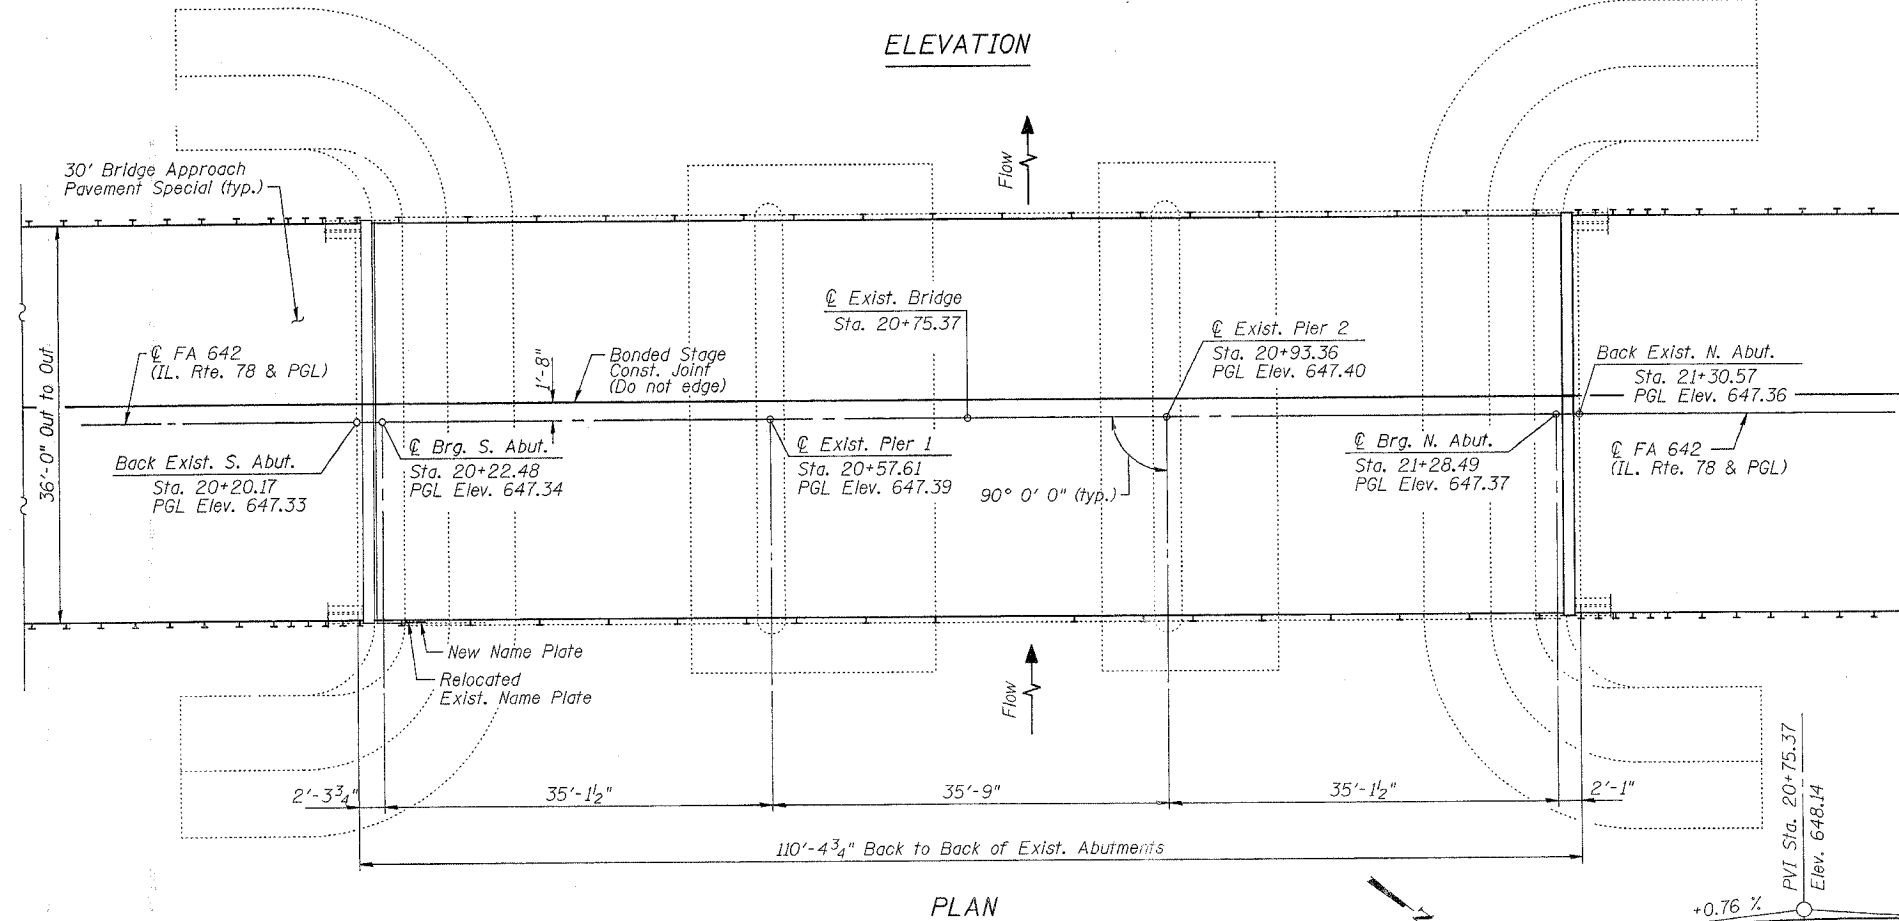 ELEVATION
30' Bridge Approach
Pavement Special (typ.)
Flow
36'-0" Out to Out
℄ FA 642
(IL. Rte. 78 & PGL)
1'-8"
Bonded Stage
Const. Joint
(Do not edge)
℄ Exist. Bridge
Sta. 20+75.37
℄ Exist. Pier 2
Sta. 20+93.36
PGL Elev. 647.40
Back Exist. N. Abut.
Sta. 21+30.57
PGL Elev. 647.36
Back Exist. S. Abut.
Sta. 20+20.17
PGL Elev. 647.33
℄ Brg. S. Abut.
Sta. 20+22.48
PGL Elev. 647.34
℄ Exist. Pier 1
Sta. 20+57.61
PGL Elev. 647.39
90° 0' 0" (typ.)
℄ Brg. N. Abut.
Sta. 21+28.49
PGL Elev. 647.37
℄ FA 642
(IL. Rte. 78 & PGL)
New Name Plate
Relocated
Exist. Name Plate
Flow
2'-3¾"
35'-1½"
35'-9"
35'-1½"
2'-1"
110'-4¾" Back to Back of Exist. Abutments
PLAN
PVI Sta. 20+75.37
Elev. 648.14
+0.76 %